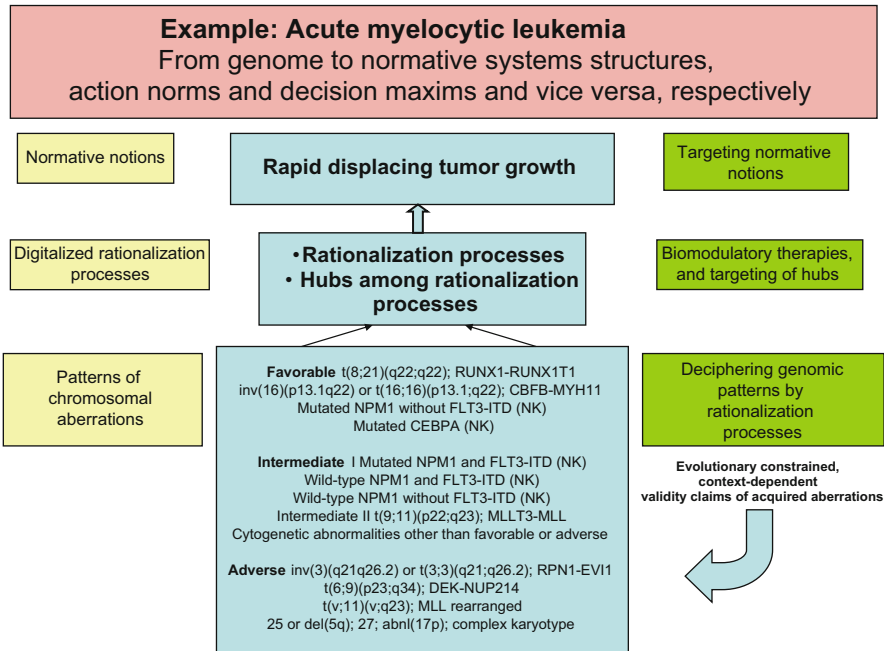 Example: Acute myelocytic leukemia
From genome to normative systems structures,
action norms and decision maxims and vice versa, respectively
Normative notions
Rapid displacing tumor growth
Targeting normative
notions
Digitalized rationalization
processes
•Rationalization processes
• Hubs among rationalization
processes
Biomodulatory therapies,
and targeting of hubs
Patterns of
chromosomal
aberrations
Favorable t(8;21)(q22;q22); RUNX1-RUNX1T1
inv(16)(p13.1q22) or t(16;16)(p13.1;q22); CBFB-MYH11
Mutated NPM1 without FLT3-ITD (NK)
Mutated CEBPA (NK)
Intermediate I Mutated NPM1 and FLT3-ITD (NK)
Wild-type NPM1 and FLT3-ITD (NK)
Wild-type NPM1 without FLT3-ITD (NK)
Intermediate II t(9;11)(p22;q23); MLLT3-MLL
Cytogenetic abnormalities other than favorable or adverse
Adverse inv(3)(q21q26.2) or t(3;3)(q21;q26.2); RPN1-EVI1
t(6;9)(p23;q34); DEK-NUP214
t(v;11)(v;q23); MLL rearranged
25 or del(5q); 27; abnl(17p); complex karyotype
Deciphering genomic
patterns by
rationalization
processes
Evolutionary constrained,
context-dependent
validity claims of acquired aberrations